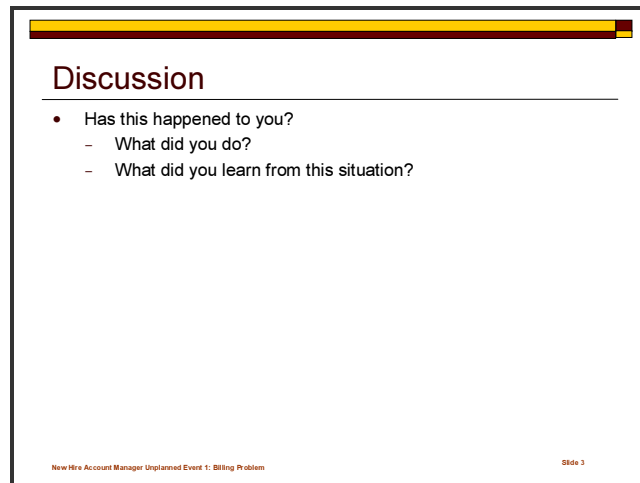 Discussion
• Has this happened to you?
– What did you do?
– What did you learn from this situation?
New Hire Account Manager Unplanned Event 1: Billing Problem
Slide 3